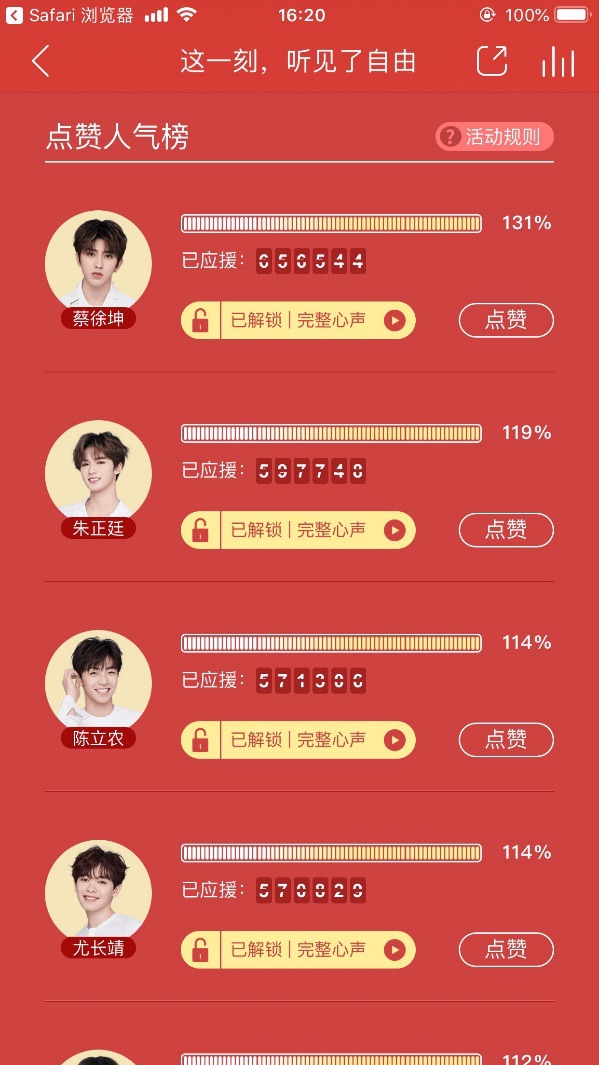 Safari 浏览器
16:20
100%
这一刻，听见了自由
点赞人气榜
? 活动规则
131%
已应援：
蔡徐坤
已解锁 | 完整心声
点赞
119%
已应援：597740
朱正廷
已解锁 | 完整心声
点赞
114%
已应援：
陈立农
已解锁 | 完整心声
点赞
114%
已应援：570029
尤长靖
已解锁 | 完整心声
点赞
112%